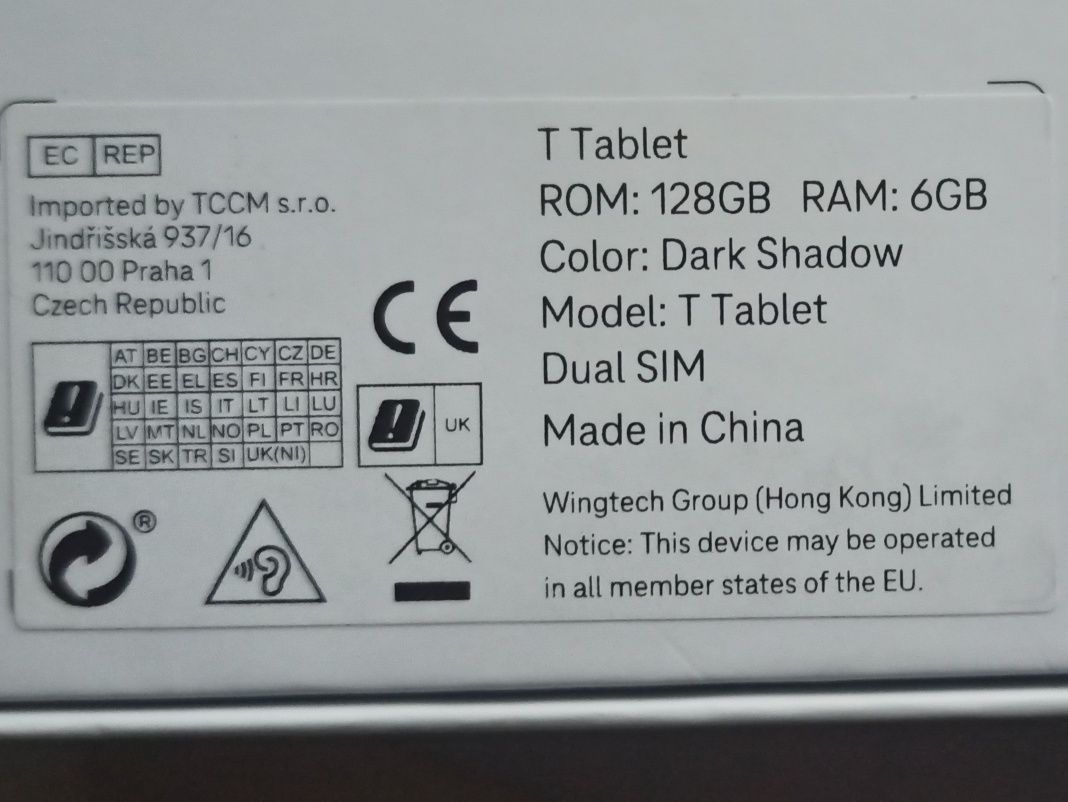 EC REP
Imported by TCCM s.r.o.
Jindřišská 937/16
110 00 Praha 1
Czech Republic
CE
AT BE BG CH CY CZ DE
DK EE EL ES FI FR HR
HU IE IS IT LT LI LU
LV MT NL NO PL PT RO
SE SK TR SI UK(NI)
UK
®
T Tablet
ROM: 128GB RAM: 6GB
Color: Dark Shadow
Model: T Tablet
Dual SIM
Made in China
Wingtech Group (Hong Kong) Limited
Notice: This device may be operated
in all member states of the EU.